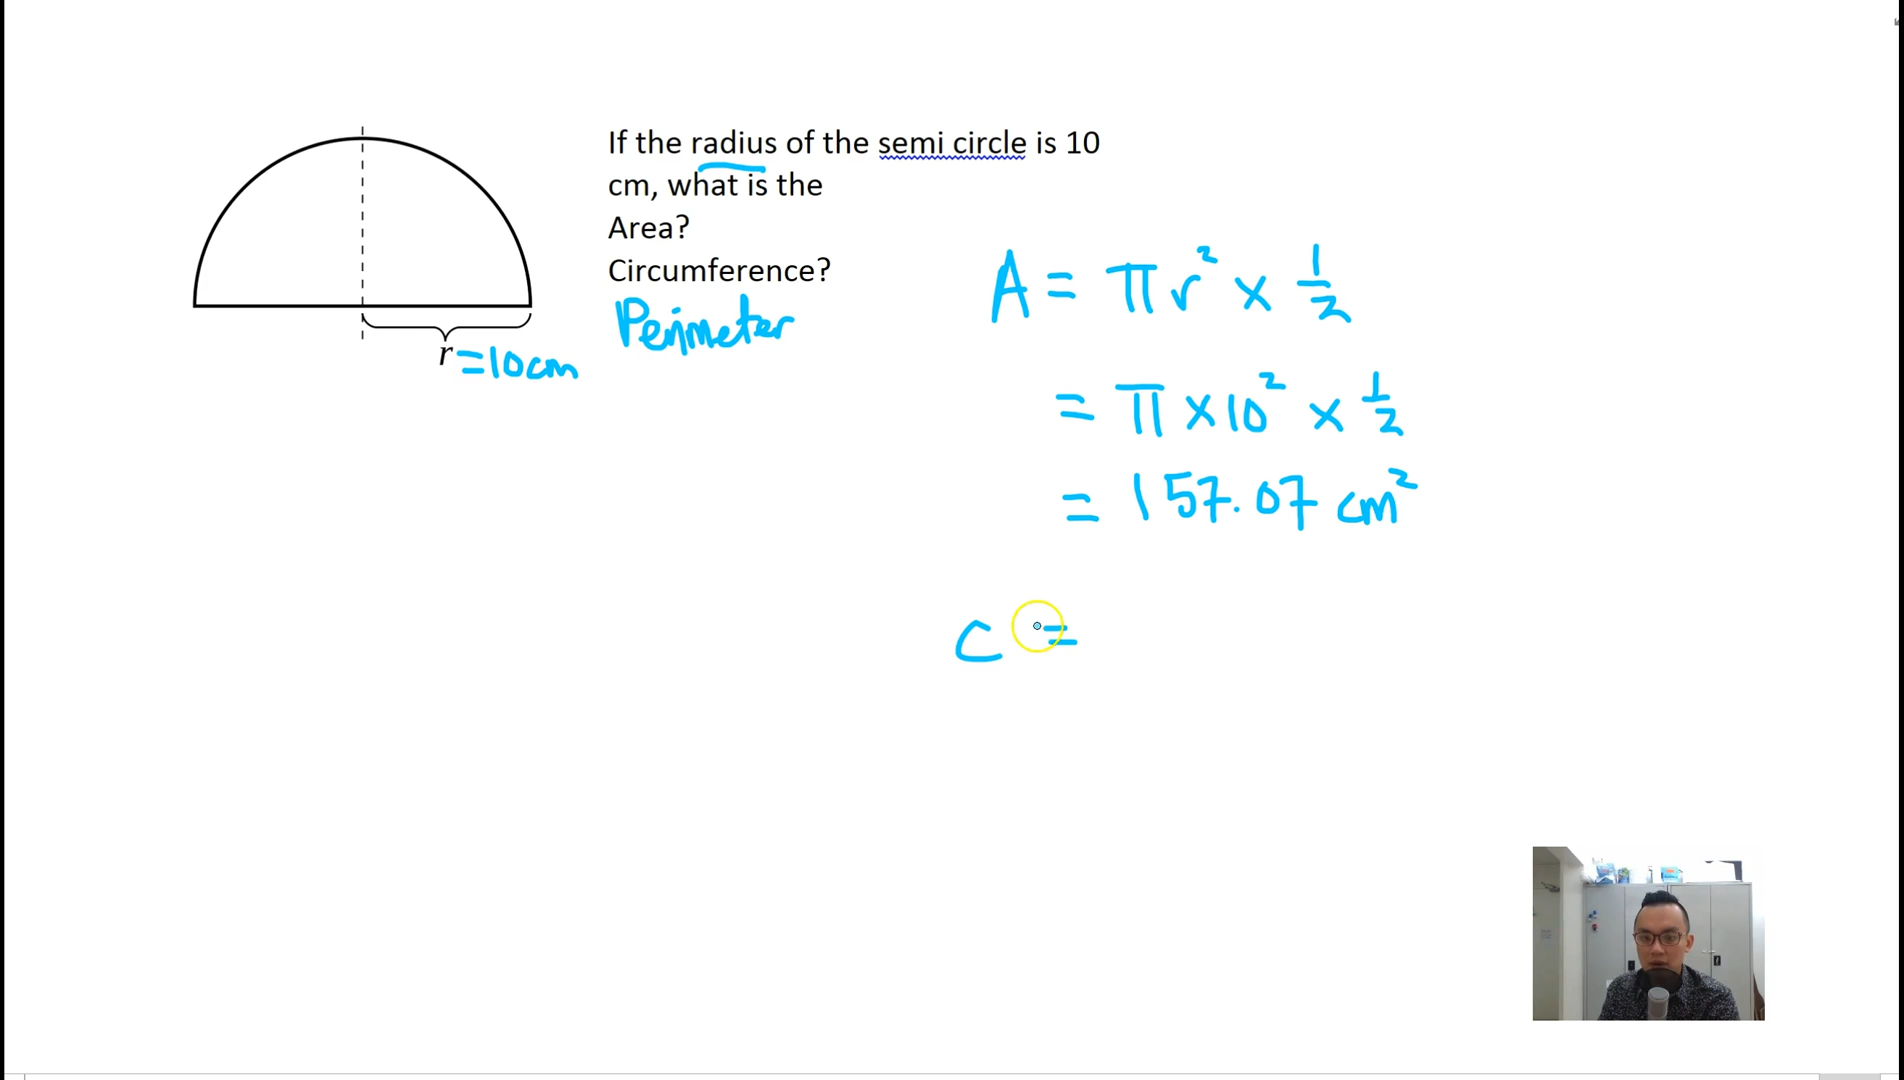 If the radius of the semi circle is 10
cm, what is the
Area?
Circumference?
Perimeter
r =10cm
A = πr² × 1/2
= π × 10² × 1/2
= 157.07 cm²
C =